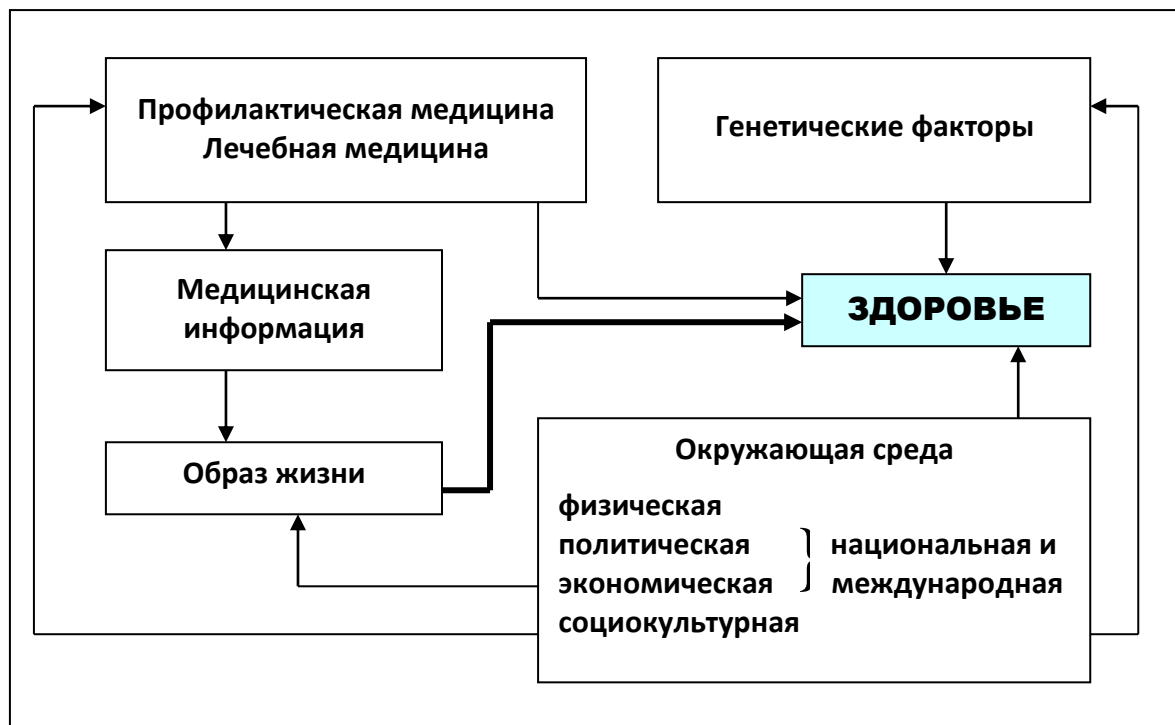 Профилактическая медицина
Лечебная медицина
Генетические факторы
Медицинская
информация
ЗДОРОВЬЕ
Образ жизни
Окружающая среда
физическая
политическая } национальная и
экономическая международная
социокультурная